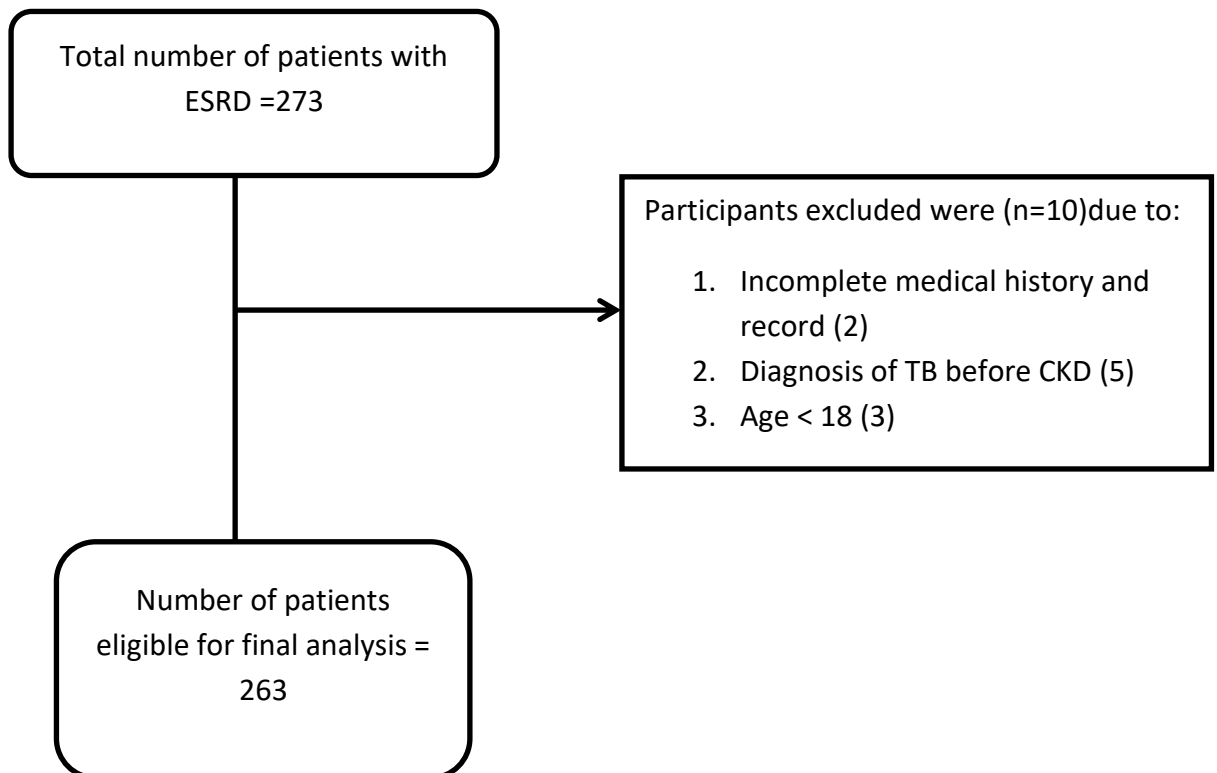 Total number of patients with
ESRD =273
Participants excluded were (n=10)due to:
1. Incomplete medical history and
record (2)
2. Diagnosis of TB before CKD (5)
3. Age < 18 (3)
Number of patients
eligible for final analysis =
263